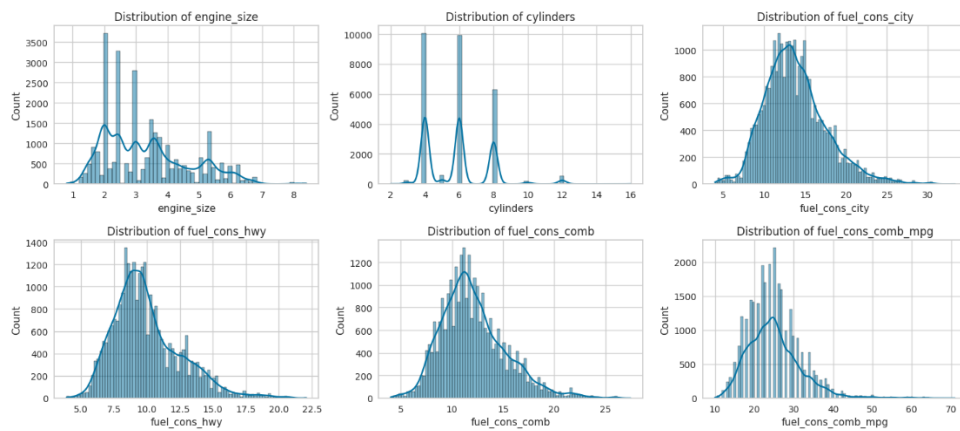 Distribution of engine_size
Distribution of cylinders
Distribution of fuel_cons_city
Count
3500
3000
2500
2000
1500
1000
500
0
1 2 3 4 5 6 7 8
engine_size
Count
10000
8000
6000
4000
2000
0
2 4 6 8 10 12 14 16
cylinders
Count
1000
800
600
400
200
0
5 10 15 20 25 30
fuel_cons_city
Distribution of fuel_cons_hwy
Distribution of fuel_cons_comb
Distribution of fuel_cons_comb_mpg
Count
1400
1200
1000
800
600
400
200
0
5.0 7.5 10.0 12.5 15.0 17.5 20.0 22.5
fuel_cons_hwy
Count
1200
1000
800
600
400
200
0
5 10 15 20 25
fuel_cons_comb
Count
2000
1500
1000
500
0
10 20 30 40 50 60 70
fuel_cons_comb_mpg